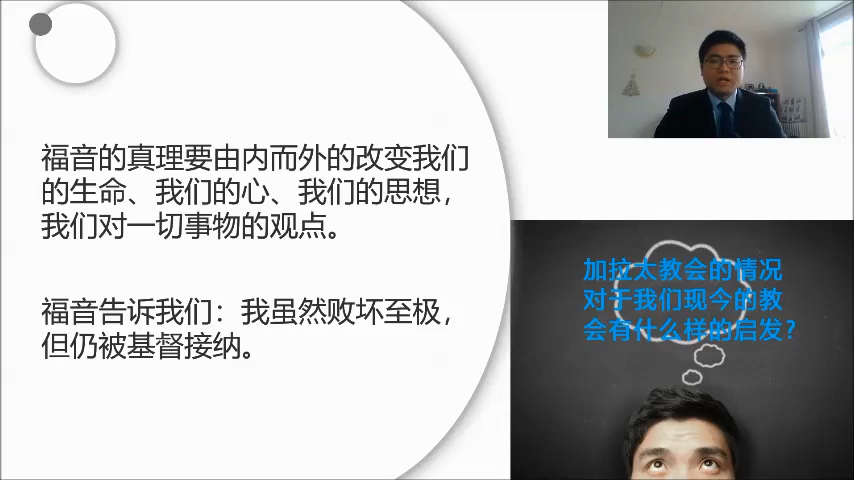 福音的真理要由内而外的改变我们
的生命、我们的心、我们的思想，
我们对一切事物的观点。
福音告诉我们：我虽然败坏至极，
但仍被基督接纳。
加拉太教会的情况
对于我们现今的教
会有什么样的启发？